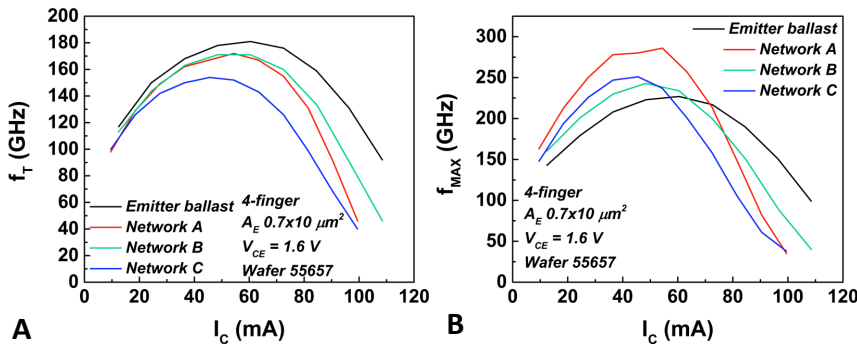 200
180
160
140
120
100
80
60
40
20
0
f_T (GHz)
Emitter ballast
Network A
Network B
Network C
4-finger
A_E 0.7x10 μm²
V_CE = 1.6 V
Wafer 55657
0 20 40 60 80 100 120
I_C (mA)
A
300
250
200
150
100
50
0
f_MAX (GHz)
Emitter ballast
Network A
Network B
Network C
4-finger
A_E 0.7x10 μm²
V_CE = 1.6 V
Wafer 55657
0 20 40 60 80 100 120
I_C (mA)
B